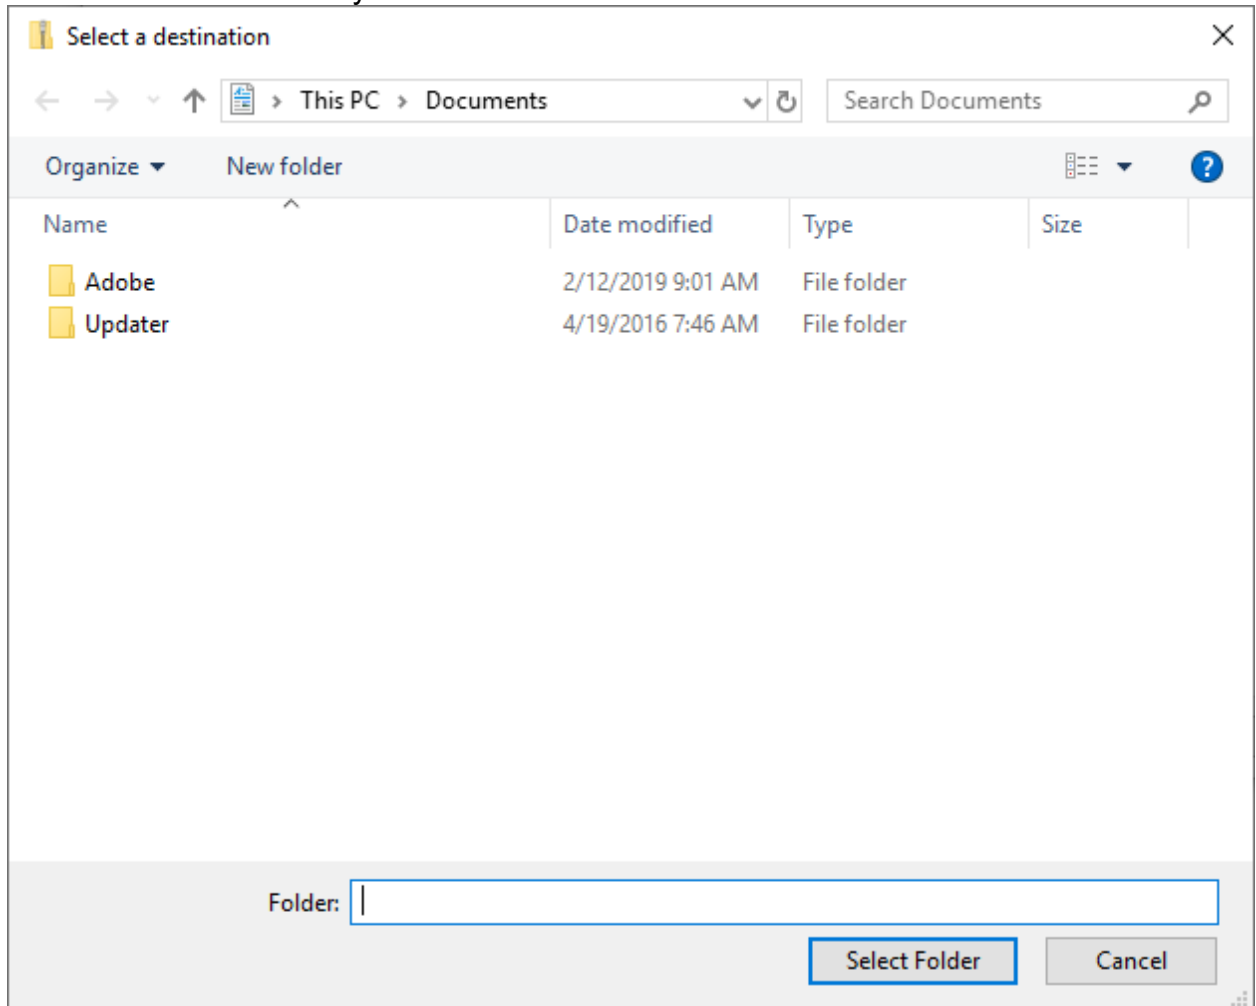 Select a destination
This PC > Documents
Search Documents
Organize
New folder
?
Name
Date modified
Type
Size
Adobe
2/12/2019 9:01 AM
File folder
Updater
4/19/2016 7:46 AM
File folder
Folder:
Select Folder
Cancel